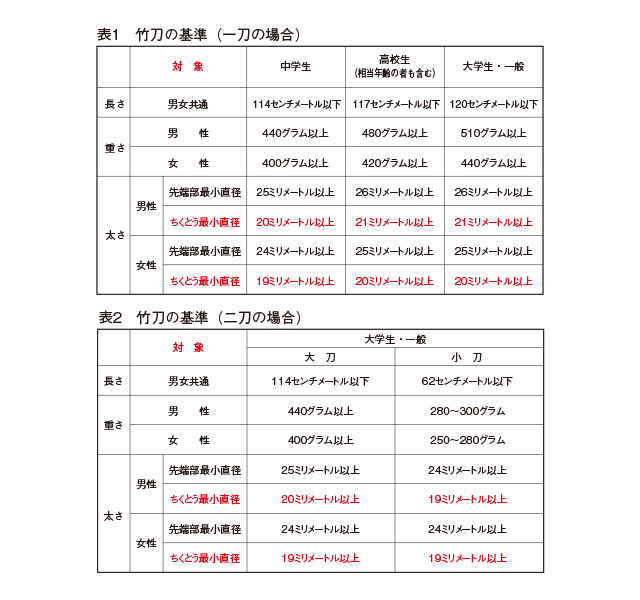 表1　竹刀の基準（一刀の場合）
対　象　中学生　高校生（相当年齢の者も含む）　大学生・一般
長さ　男女共通　114センチメートル以下　117センチメートル以下　120センチメートル以下
重さ　男　性　440グラム以上　480グラム以上　510グラム以上
女　性　400グラム以上　420グラム以上　440グラム以上
太さ　男性　先端部最小直径　25ミリメートル以上　26ミリメートル以上　26ミリメートル以上
ちくとう最小直径　20ミリメートル以上　21ミリメートル以上　21ミリメートル以上
女性　先端部最小直径　24ミリメートル以上　25ミリメートル以上　25ミリメートル以上
ちくとう最小直径　19ミリメートル以上　20ミリメートル以上　20ミリメートル以上
表2　竹刀の基準（二刀の場合）
対　象　大学生・一般
大　刀　小　刀
長さ　男女共通　114センチメートル以下　62センチメートル以下
重さ　男　性　440グラム以上　280〜300グラム
女　性　400グラム以上　250〜280グラム
太さ　男性　先端部最小直径　25ミリメートル以上　24ミリメートル以上
ちくとう最小直径　20ミリメートル以上　19ミリメートル以上
女性　先端部最小直径　24ミリメートル以上　24ミリメートル以上
ちくとう最小直径　19ミリメートル以上　19ミリメートル以上